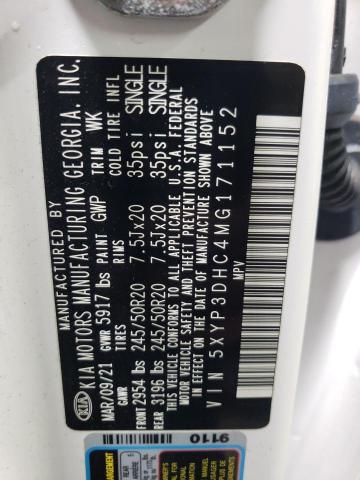 KIA
MANUFACTURED BY
KIA MOTORS MANUFACTURING GEORGIA, INC.
MAR/09/21 GVWR 5917 lbs PAINT GWP TRIM WK
GAWR TIRES RIMS COLD TIRE INFL
FRONT 2954 lbs 245/50R20 7.5JX20 35psi SINGLE
REAR 3196 lbs 245/50R20 7.5JX20 35psi SINGLE
THIS VEHICLE CONFORMS TO ALL APPLICABLE U.S.A. FEDERAL
MOTOR VEHICLE SAFETY AND THEFT PREVENTION STANDARDS
IN EFFECT ON THE DATE OF MANUFACTURE SHOWN ABOVE
VIN 5XYP3DHC4MG171152
MPV
9110
REAR
ARRIERE
MANUEL